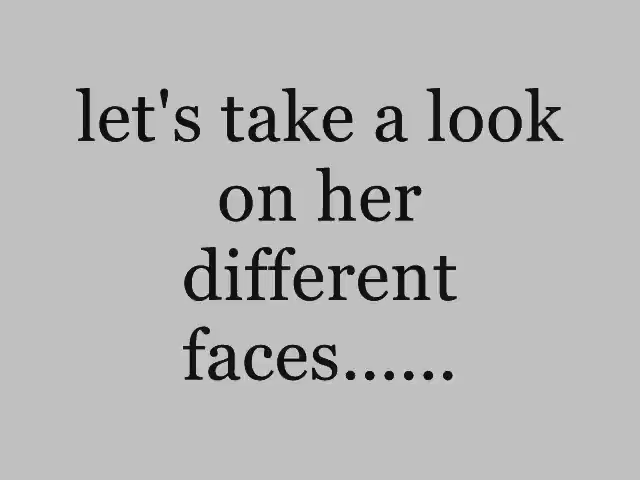 let's take a look
on her
different
faces......